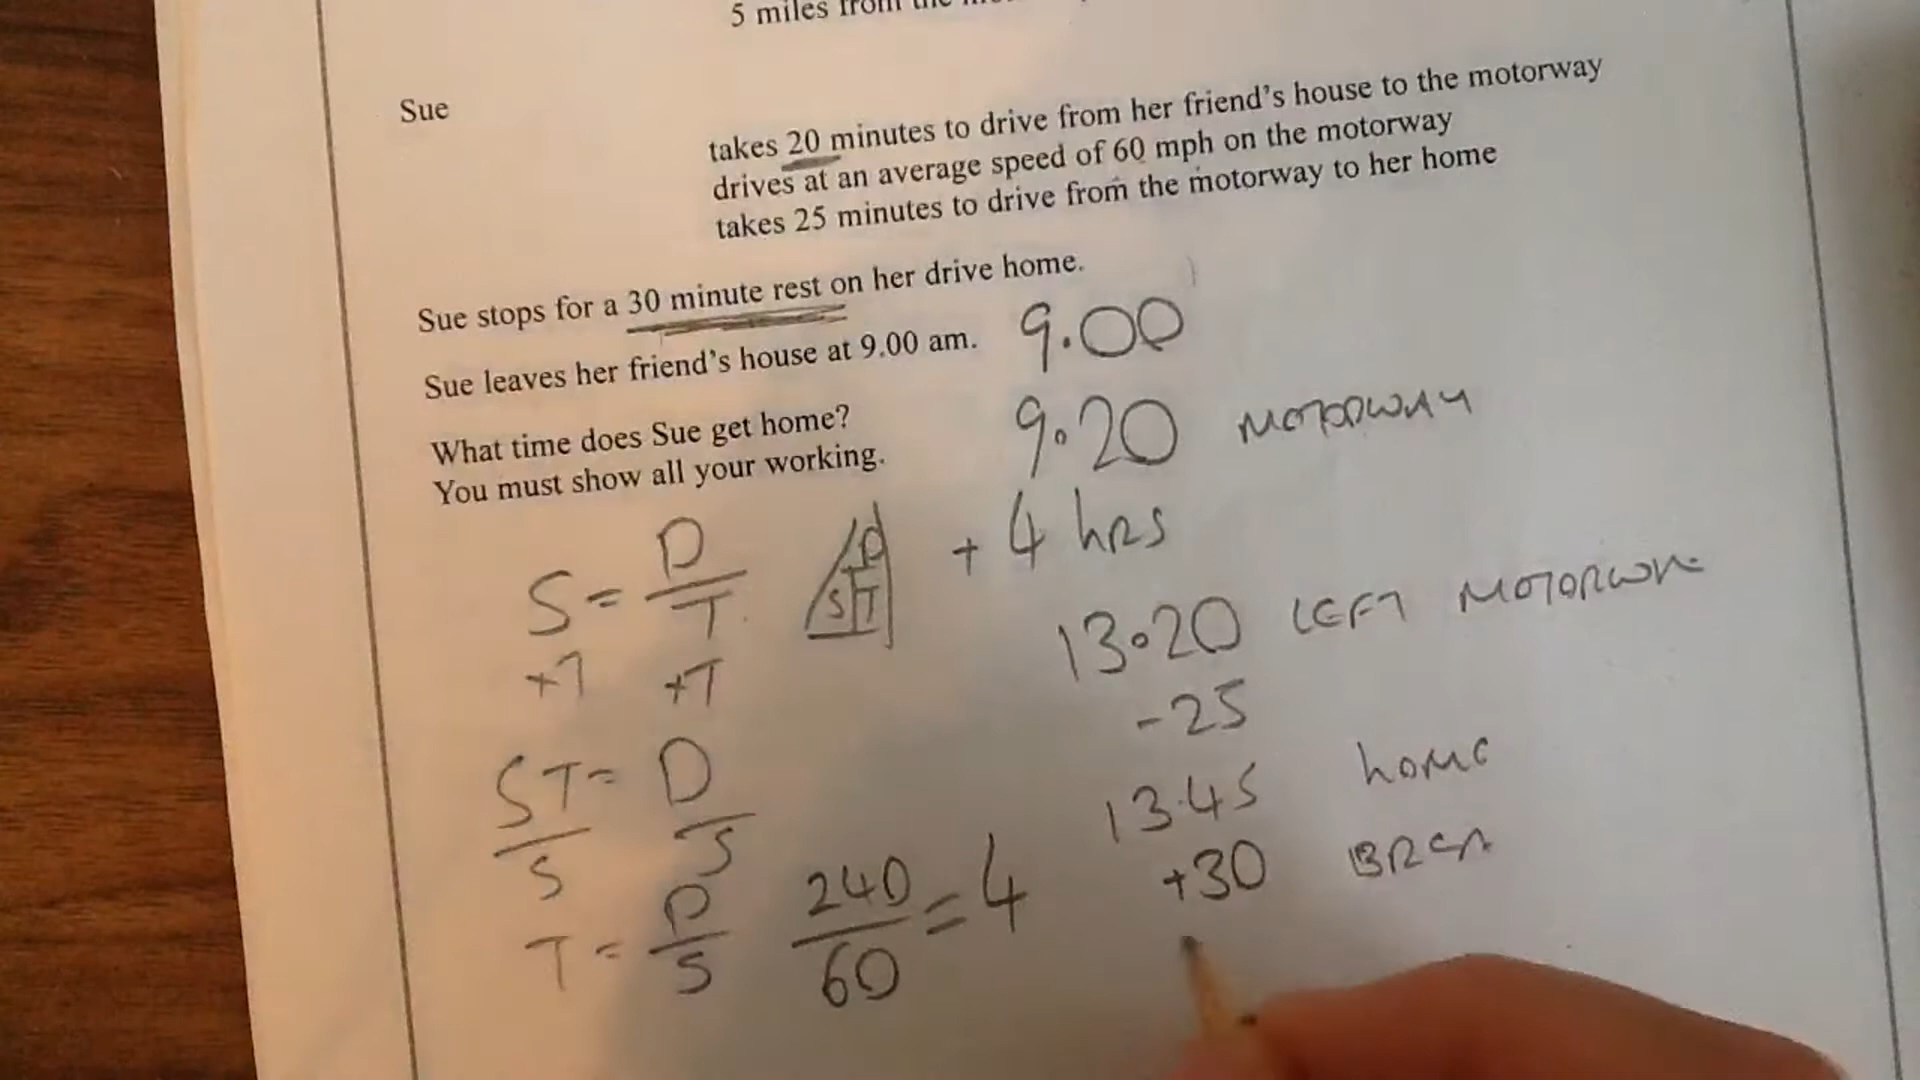 5 miles from the
Sue
takes 20 minutes to drive from her friend's house to the motorway
drives at an average speed of 60 mph on the motorway
takes 25 minutes to drive from the motorway to her home
Sue stops for a 30 minute rest on her drive home.
Sue leaves her friend's house at 9.00 am.
9.00
What time does Sue get home?
You must show all your working.
9.20 MOTORWAY
+ 4 hRS
S = D/T
D
S T
13.20 LEFT
×T ×T
-25
ST = D
S S
13.45 home
+30
T = D/S
240/60 = 4